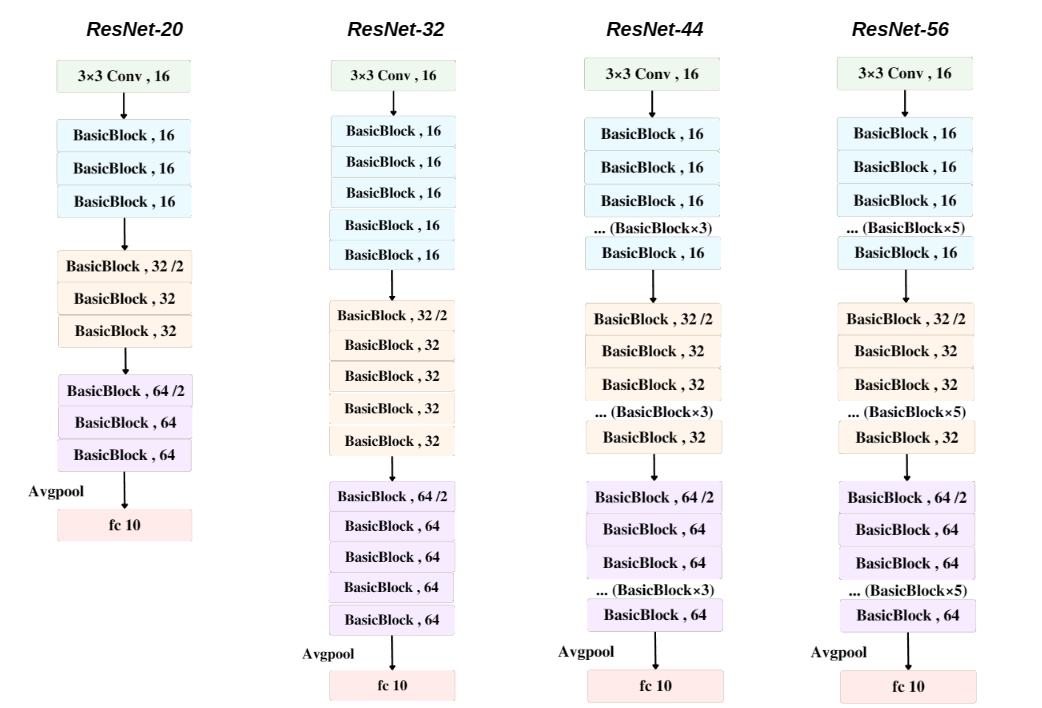 ResNet-20
3×3 Conv , 16
BasicBlock , 16
BasicBlock , 16
BasicBlock , 16
BasicBlock , 32 /2
BasicBlock , 32
BasicBlock , 32
BasicBlock , 64 /2
BasicBlock , 64
BasicBlock , 64
Avgpool
fc 10
ResNet-32
3×3 Conv , 16
BasicBlock , 16
BasicBlock , 16
BasicBlock , 16
BasicBlock , 16
BasicBlock , 16
BasicBlock , 32 /2
BasicBlock , 32
BasicBlock , 32
BasicBlock , 32
BasicBlock , 32
BasicBlock , 64 /2
BasicBlock , 64
BasicBlock , 64
BasicBlock , 64
BasicBlock , 64
Avgpool
fc 10
ResNet-44
3×3 Conv , 16
BasicBlock , 16
BasicBlock , 16
BasicBlock , 16
... (BasicBlock×3)
BasicBlock , 16
BasicBlock , 32 /2
BasicBlock , 32
BasicBlock , 32
... (BasicBlock×3)
BasicBlock , 32
BasicBlock , 64 /2
BasicBlock , 64
BasicBlock , 64
... (BasicBlock×3)
BasicBlock , 64
Avgpool
fc 10
ResNet-56
3×3 Conv , 16
BasicBlock , 16
BasicBlock , 16
BasicBlock , 16
... (BasicBlock×5)
BasicBlock , 16
BasicBlock , 32 /2
BasicBlock , 32
BasicBlock , 32
... (BasicBlock×5)
BasicBlock , 32
BasicBlock , 64 /2
BasicBlock , 64
BasicBlock , 64
... (BasicBlock×5)
BasicBlock , 64
Avgpool
fc 10